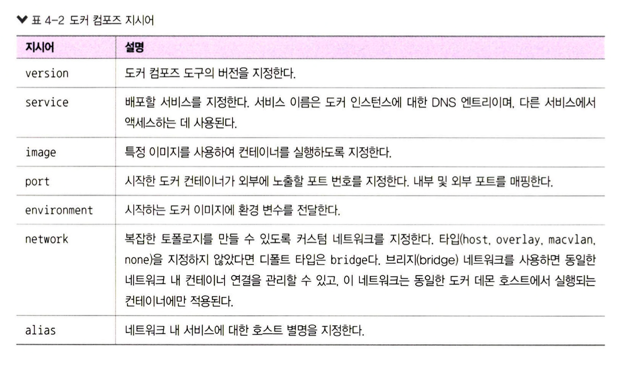 표 4-2 도커 컴포즈 지시어
지시어 설명
version 도커 컴포즈 도구의 버전을 지정한다.
service 배포할 서비스를 지정한다. 서비스 이름은 도커 인스턴스에 대한 DNS 엔트리이며, 다른 서비스에서
액세스하는 데 사용된다.
image 특정 이미지를 사용하여 컨테이너를 실행하도록 지정한다.
port 시작한 도커 컨테이너가 외부에 노출할 포트 번호를 지정한다. 내부 및 외부 포트를 매핑한다.
environment 시작하는 도커 이미지에 환경 변수를 전달한다.
network 복잡한 토폴로지를 만들 수 있도록 커스텀 네트워크를 지정한다. 타입(host, overlay, macvlan,
none)을 지정하지 않았다면 디폴트 타입은 bridge다. 브리지(bridge) 네트워크를 사용하면 동일한
네트워크 내 컨테이너 연결을 관리할 수 있고, 이 네트워크는 동일한 도커 데몬 호스트에서 실행되는
컨테이너에만 적용된다.
alias 네트워크 내 서비스에 대한 호스트 별명을 지정한다.